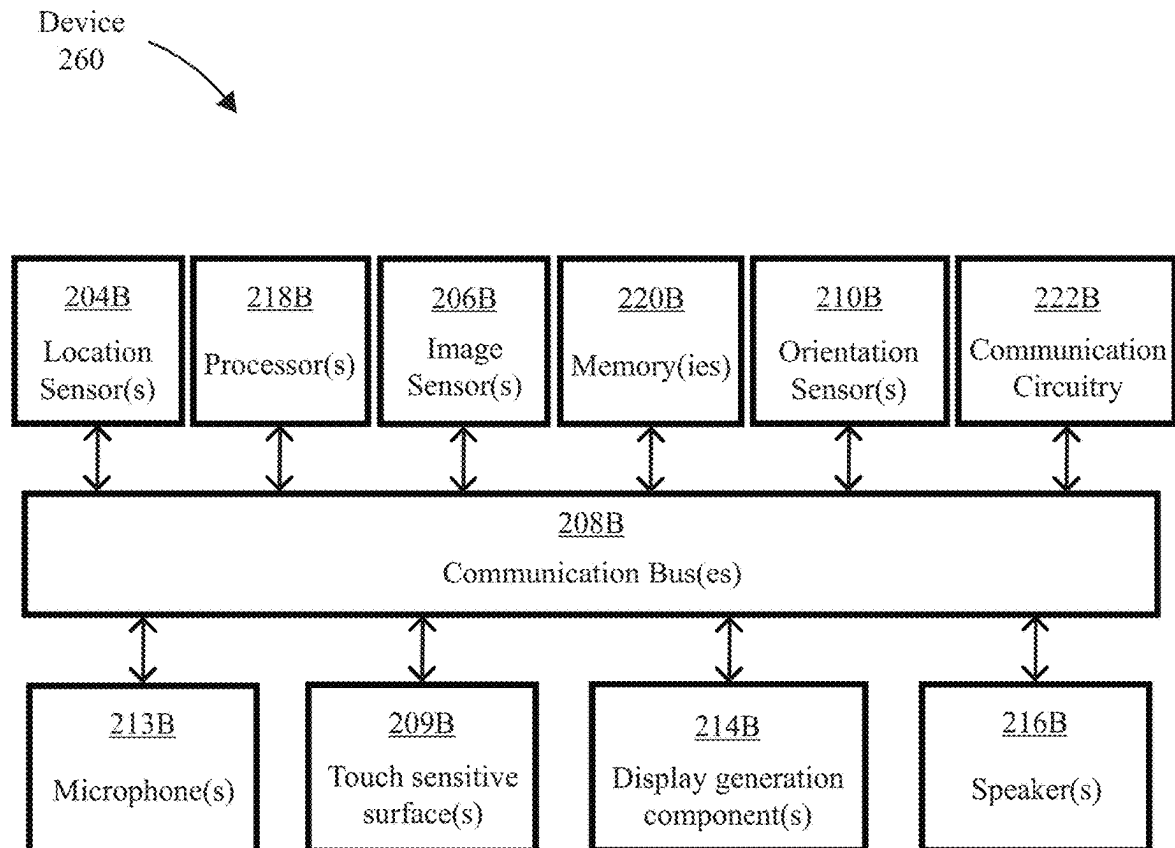 Device
260
204B
Location
Sensor(s)
218B
Processor(s)
206B
Image
Sensor(s)
220B
Memory(ies)
210B
Orientation
Sensor(s)
222B
Communication
Circuitry
208B
Communication Bus(es)
213B
Microphone(s)
209B
Touch sensitive
surface(s)
214B
Display generation
component(s)
216B
Speaker(s)